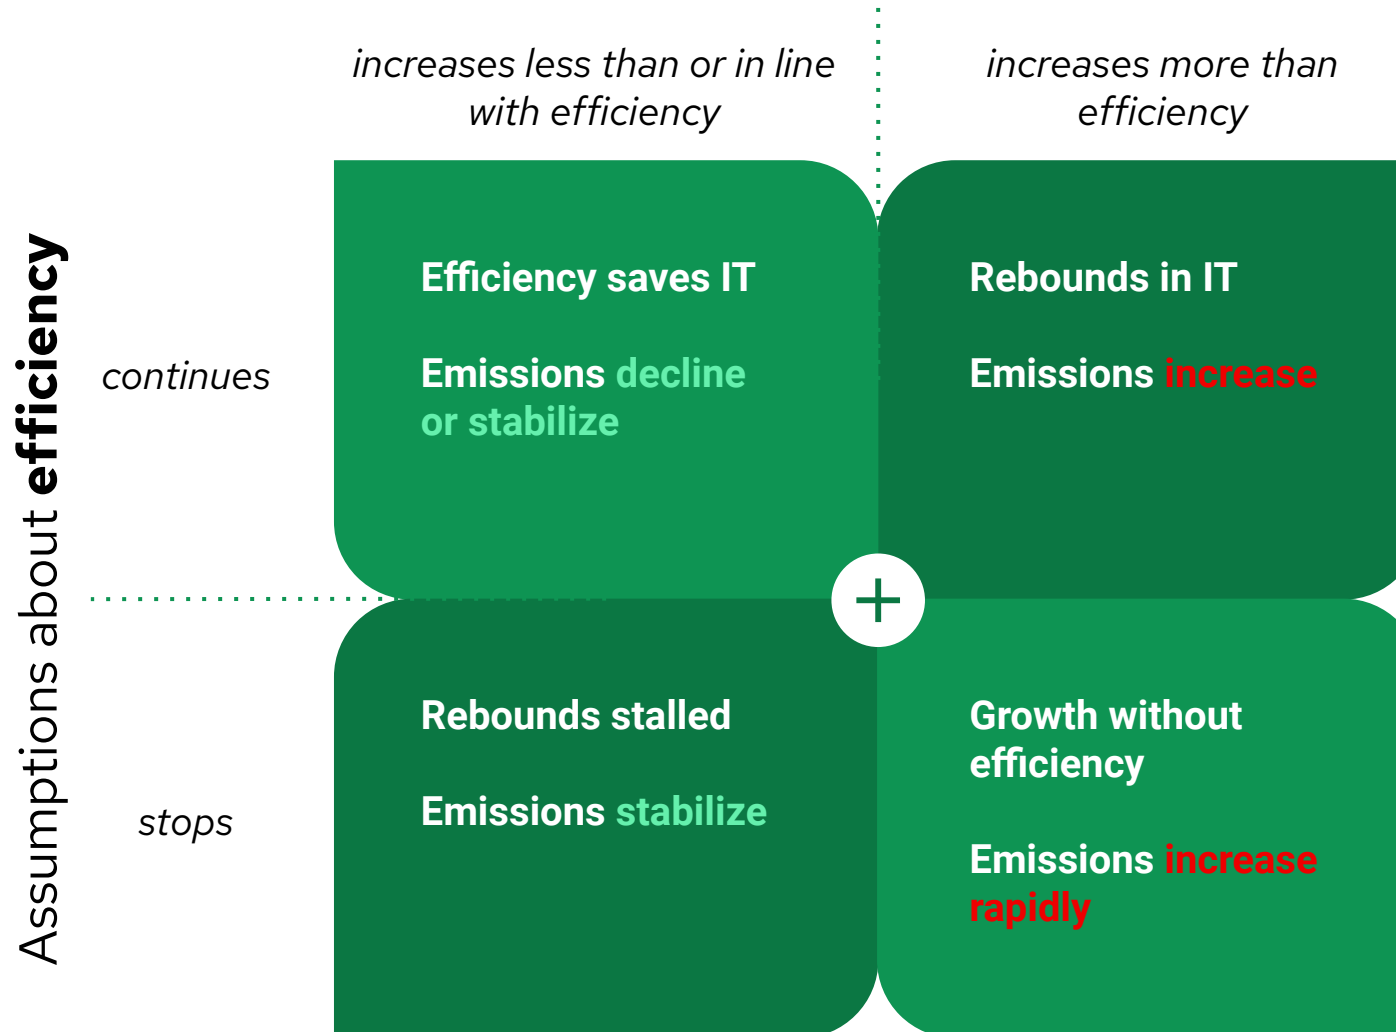 increases less than or in line
with efficiency
increases more than
efficiency
Assumptions about efficiency
continues
Efficiency saves IT
Emissions decline
or stabilize
Rebounds in IT
Emissions increase
stops
Rebounds stalled
Emissions stabilize
Growth without
efficiency
Emissions increase
rapidly